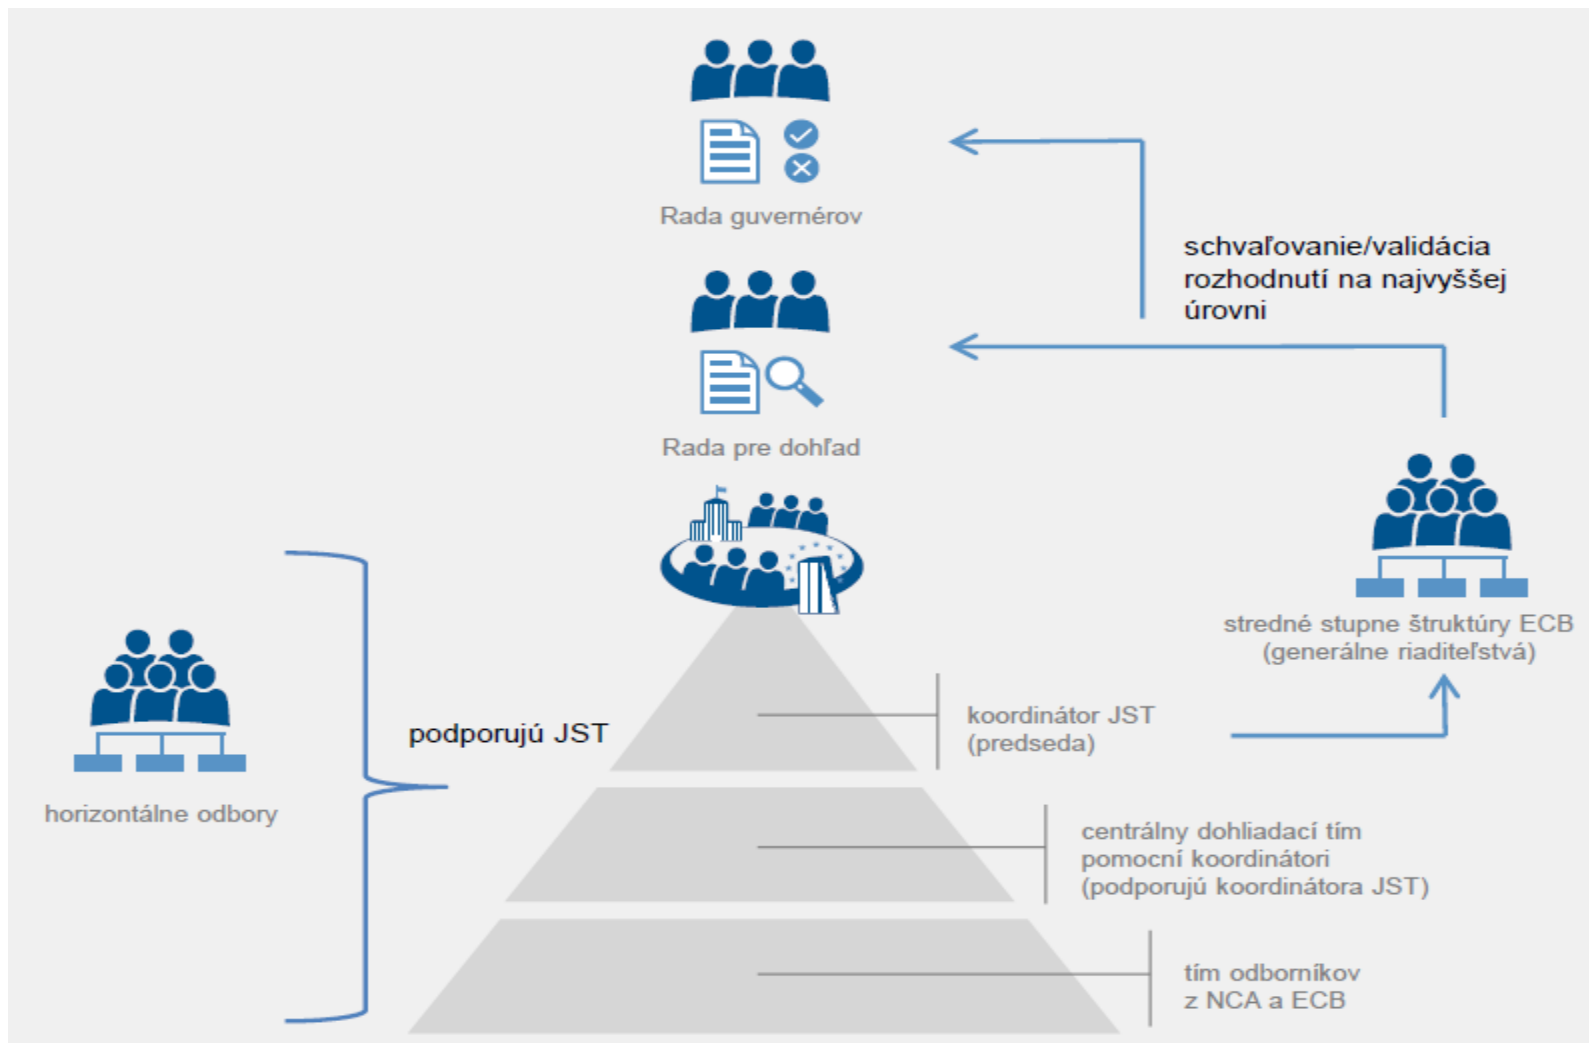 Rada guvernérov
schvaľovanie/validácia
rozhodnutí na najvyššej
úrovni
Rada pre dohľad
stredné stupne štruktúry ECB
(generálne riaditeľstvá)
koordinátor JST
(predseda)
podporujú JST
horizontálne odbory
centrálny dohliadací tím
pomocní koordinátori
(podporujú koordinátora JST)
tím odborníkov
z NCA a ECB